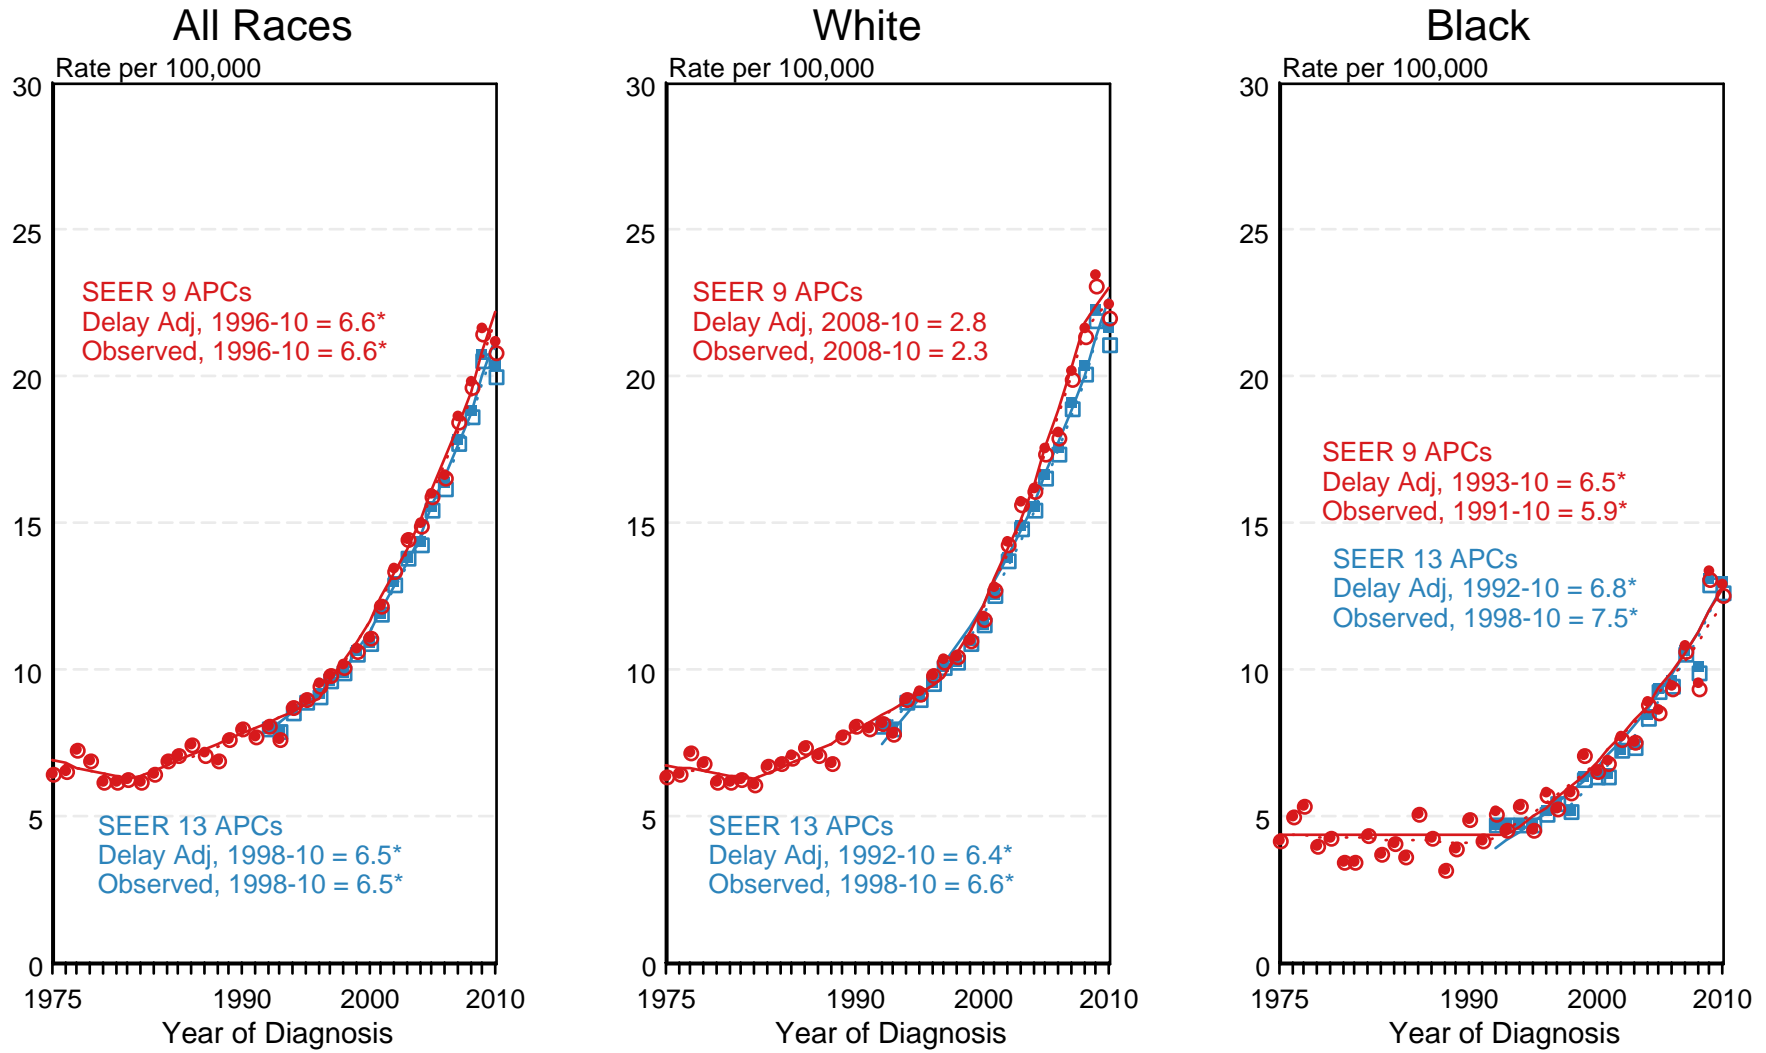 All Races
Rate per 100,000
30
25
20
15
10
5
0
SEER 9 APCs
Delay Adj, 1996-10 = 6.6*
Observed, 1996-10 = 6.6*
SEER 13 APCs
Delay Adj, 1998-10 = 6.5*
Observed, 1998-10 = 6.5*
1975 1990 2000 2010
Year of Diagnosis
White
Rate per 100,000
30
25
20
15
10
5
0
SEER 9 APCs
Delay Adj, 2008-10 = 2.8
Observed, 2008-10 = 2.3
SEER 13 APCs
Delay Adj, 1992-10 = 6.4*
Observed, 1998-10 = 6.6*
1975 1990 2000 2010
Year of Diagnosis
Black
Rate per 100,000
30
25
20
15
10
5
0
SEER 9 APCs
Delay Adj, 1993-10 = 6.5*
Observed, 1991-10 = 5.9*
SEER 13 APCs
Delay Adj, 1992-10 = 6.8*
Observed, 1998-10 = 7.5*
1975 1990 2000 2010
Year of Diagnosis